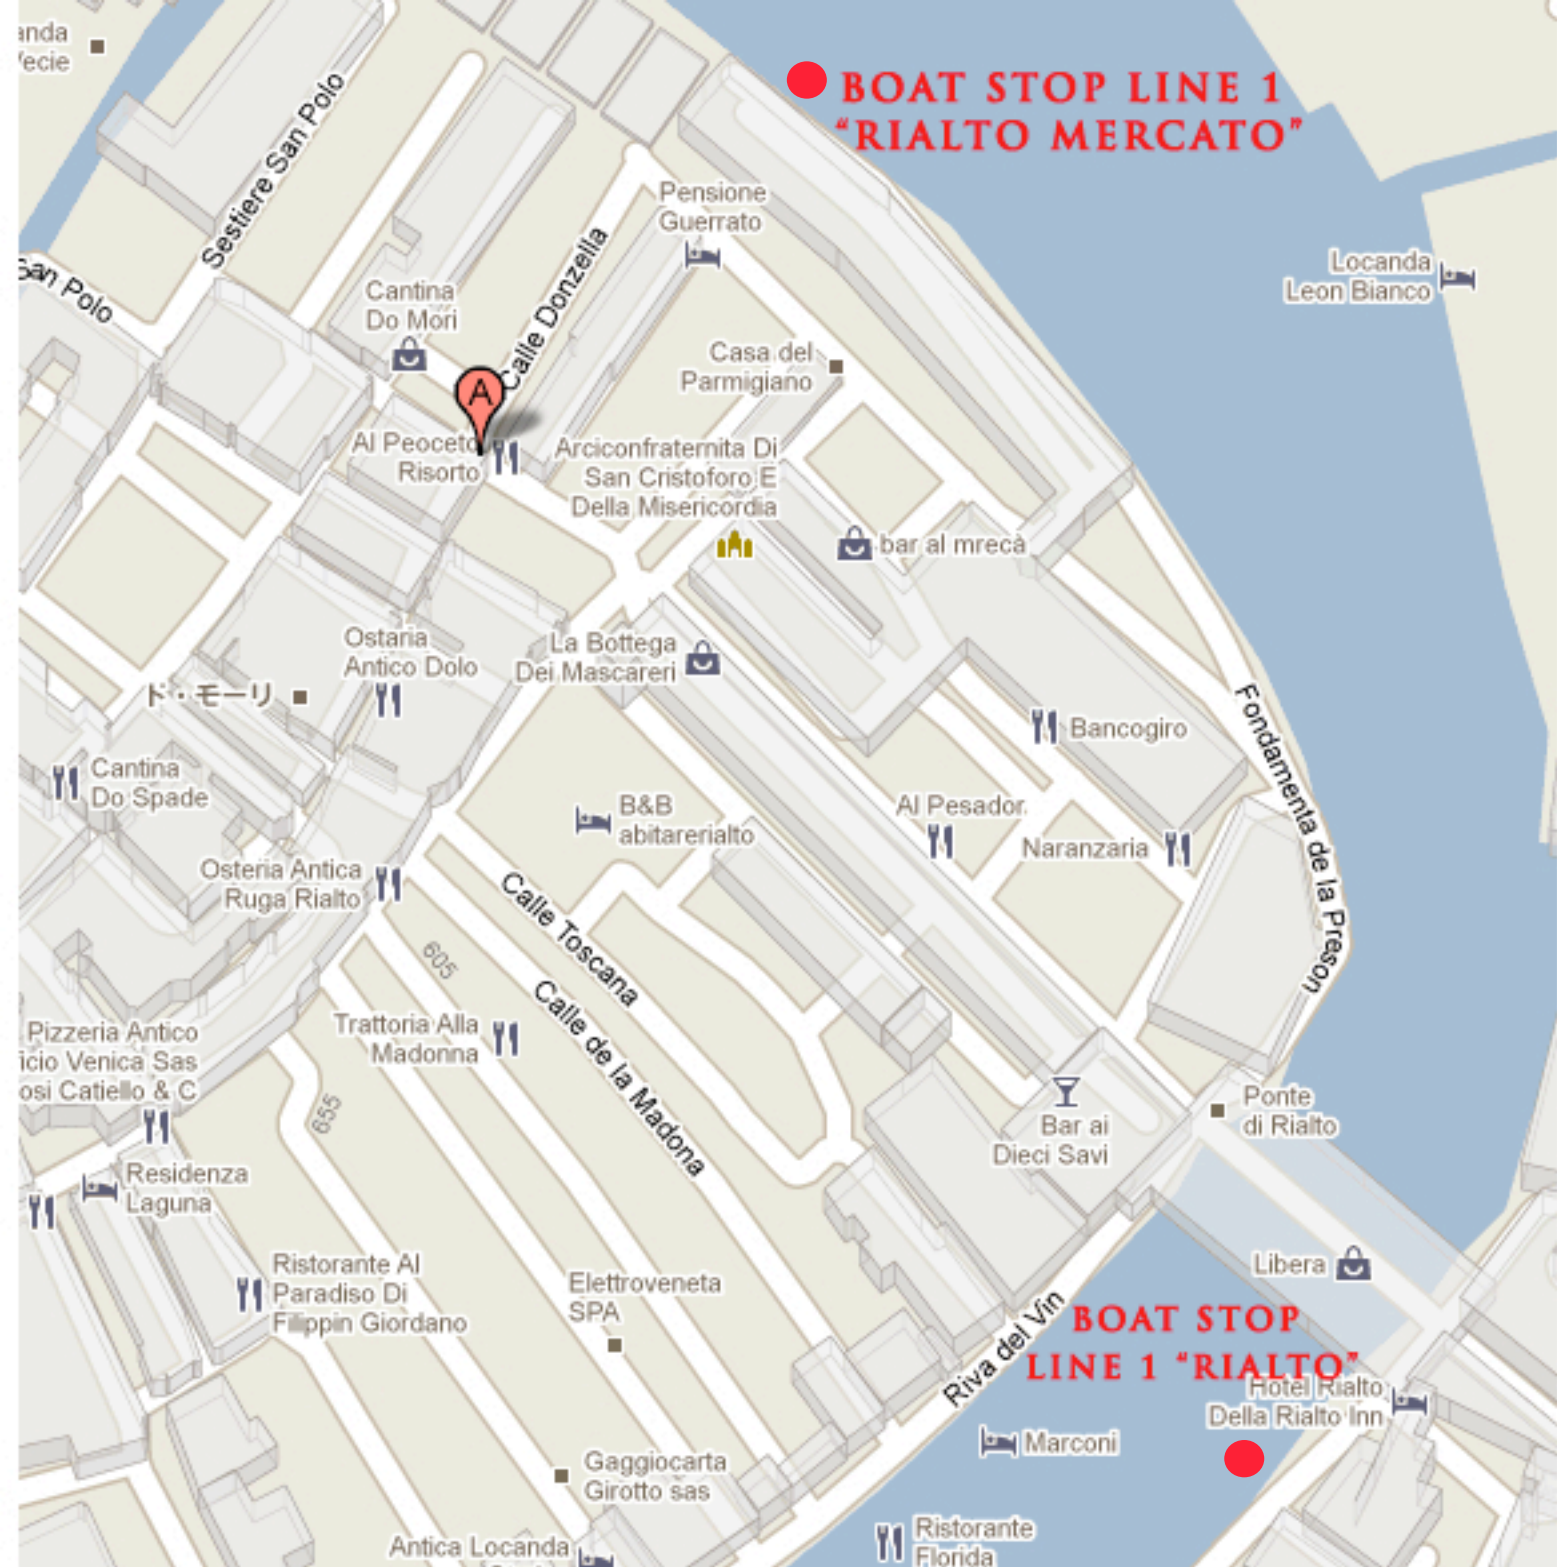 anda
ecie
Sestiere San Polo
San Polo
BOAT STOP LINE 1
“RIALTO MERCATO”
Pensione
Guerrato
Locanda
Leon Bianco
Cantina
Do Mori
Calle Donzella
Casa del
Parmigiano
A
Al Peoceto
Risorto
Arciconfraternita Di
San Cristoforo E
Della Misericordia
bar al mrecà
Ostaria
Antico Dolo
La Bottega
Dei Mascareri
ド・モーリ
Bancogiro
Fondamenta de la Preson
Cantina
Do Spade
B&B
abitarerialto
Al Pesador
Naranzaria
Osteria Antica
Ruga Rialto
Calle Toscana
605
Calle de la Madona
Trattoria Alla
Madonna
Pizzeria Antico
ficio Venica Sas
osi Catiello & C
655
Bar ai
Dieci Savi
Ponte
di Rialto
Residenza
Laguna
Ristorante Al
Paradiso Di
Filippin Giordano
Elettroveneta
SPA
Libera
Riva del Vin
BOAT STOP
LINE 1 “RIALTO”
Hotel Rialto
Della Rialto Inn
Marconi
Gaggiocarta
Girotto sas
Antica Locanda
Ristorante
Florida